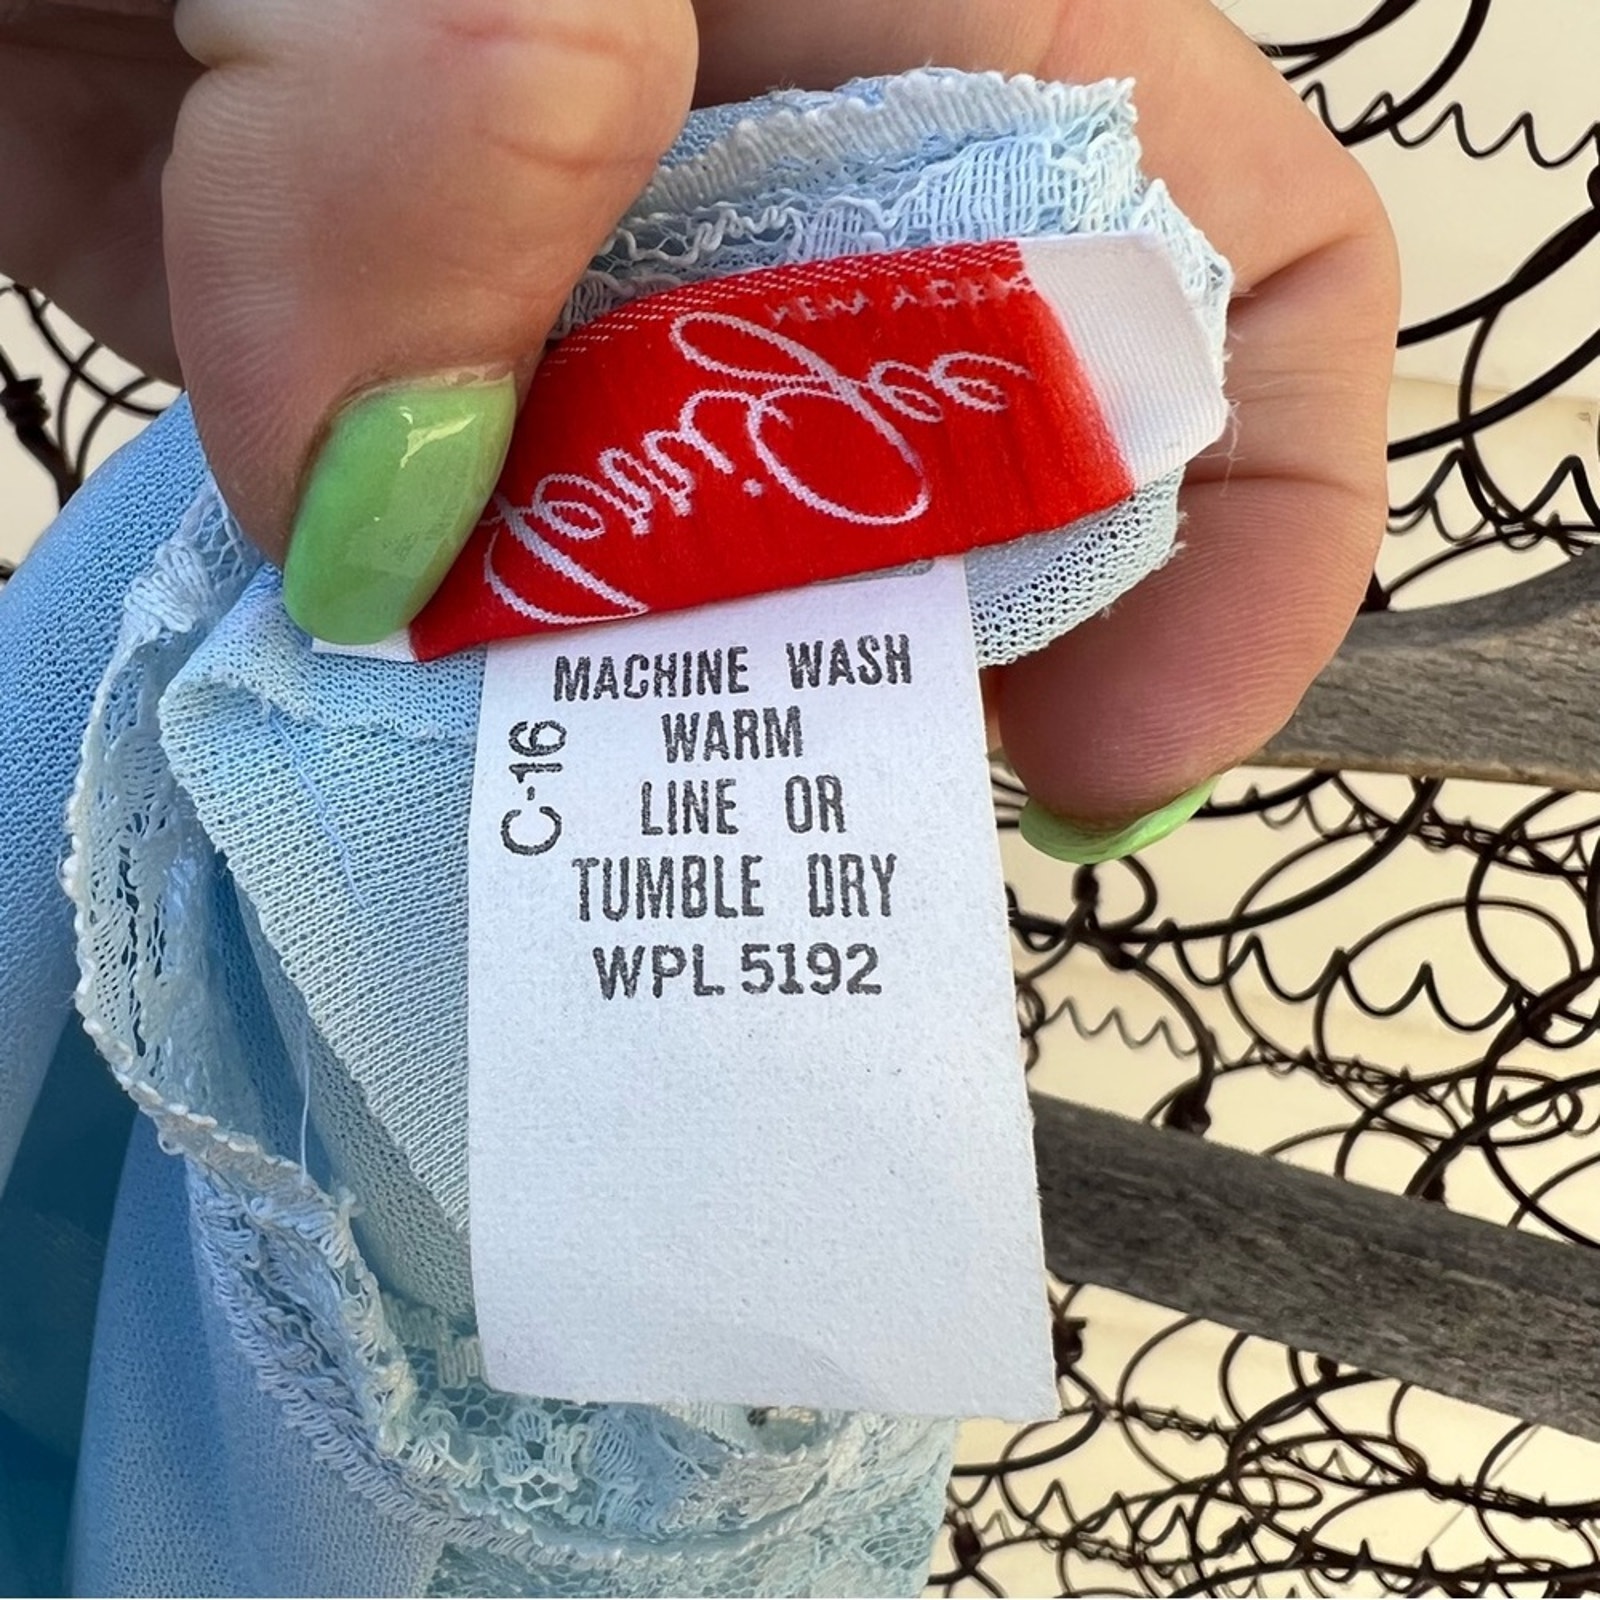 MACHINE WASH
WARM
LINE OR
TUMBLE DRY
WPL 5192
C-16